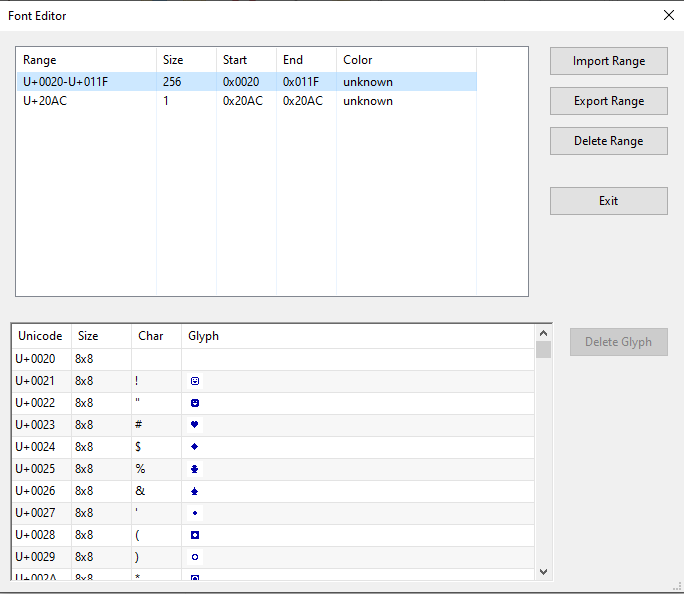 Font Editor
Range Size Start End Color
U+0020-U+011F 256 0x0020 0x011F unknown
U+20AC 1 0x20AC 0x20AC unknown
Import Range
Export Range
Delete Range
Exit
Unicode Size Char Glyph
U+0020 8x8
U+0021 8x8 !
U+0022 8x8 "
U+0023 8x8 #
U+0024 8x8 $
U+0025 8x8 %
U+0026 8x8 &
U+0027 8x8 '
U+0028 8x8 (
U+0029 8x8 )
U+002A 8x8 *
Delete Glyph